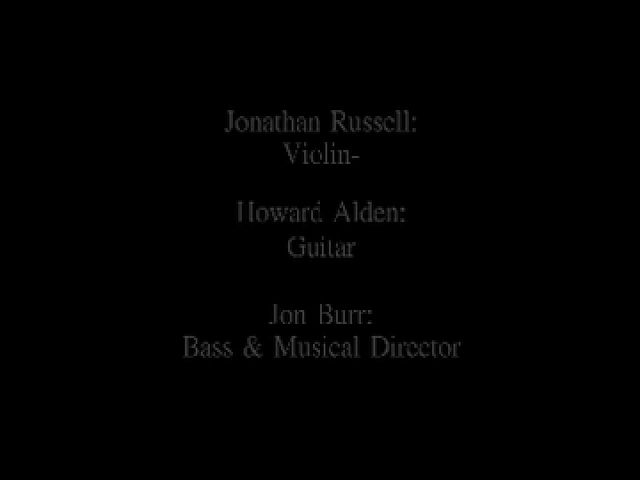 Jonathan Russell:
Violin-
Howard Alden:
Guitar
Jon Burr:
Bass & Musical Director